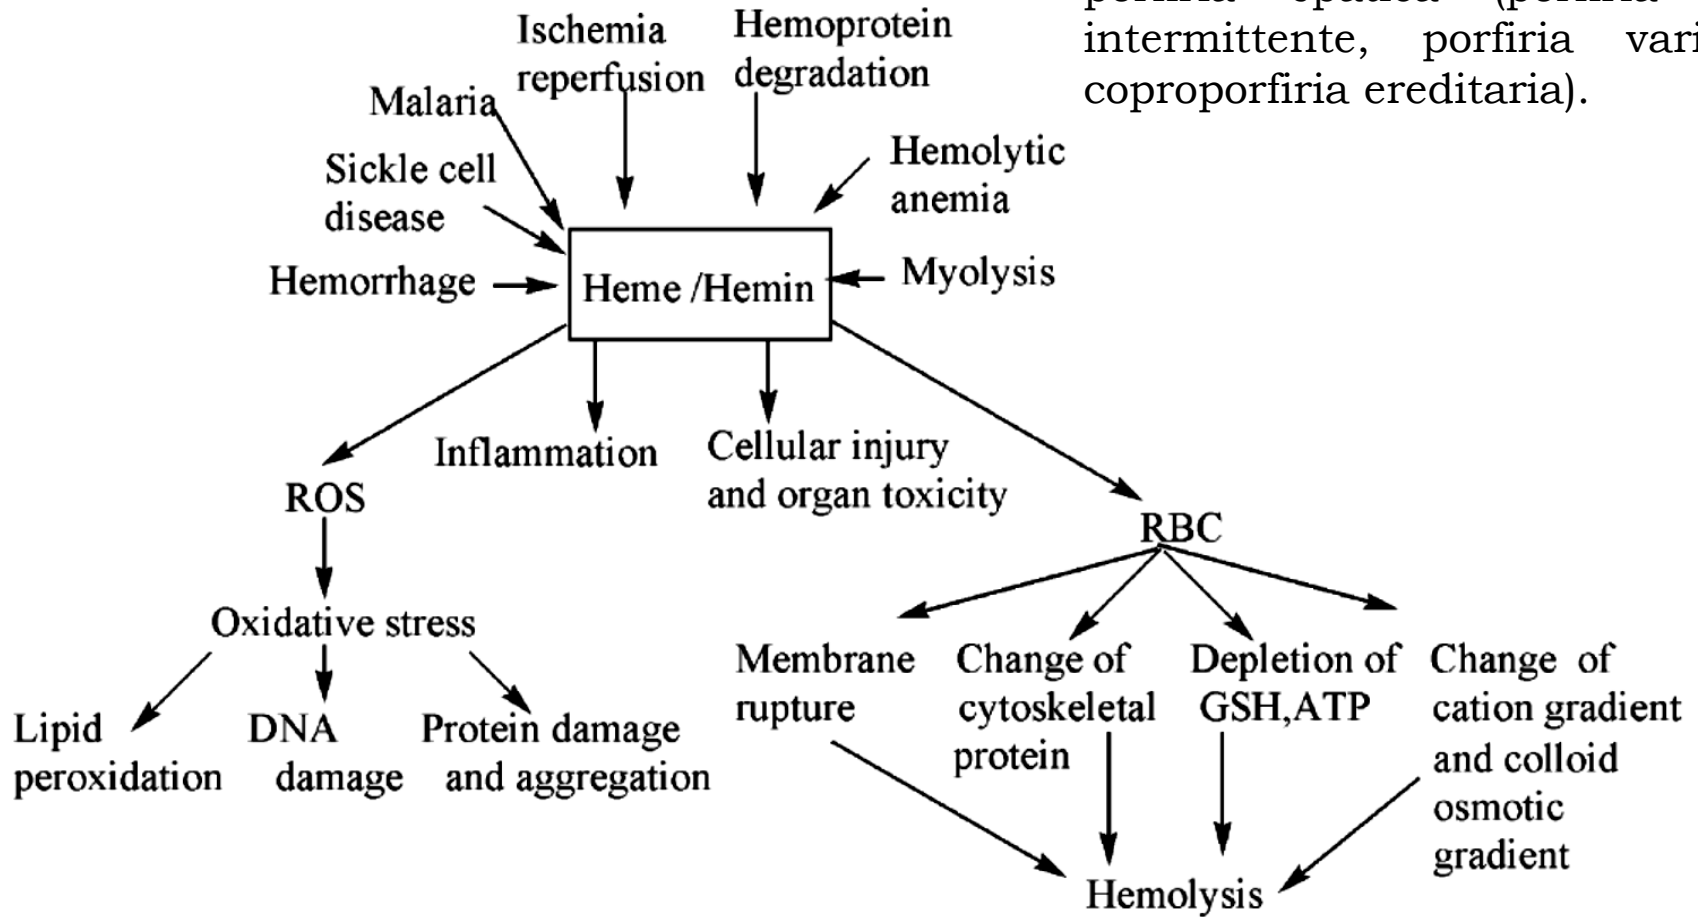 intermittente, porfiria
coproporfiria ereditaria).
Ischemia
reperfusion
Hemoprotein
degradation
Malaria
Hemolytic
anemia
Sickle cell
disease
Hemorrhage
Heme /Hemin
Myolysis
Inflammation
Cellular injury
and organ toxicity
ROS
RBC
Oxidative stress
Lipid
peroxidation
DNA
damage
Protein damage
and aggregation
Membrane
rupture
Change of
cytoskeletal
protein
Depletion of
GSH,ATP
Change of
cation gradient
and colloid
osmotic
gradient
Hemolysis